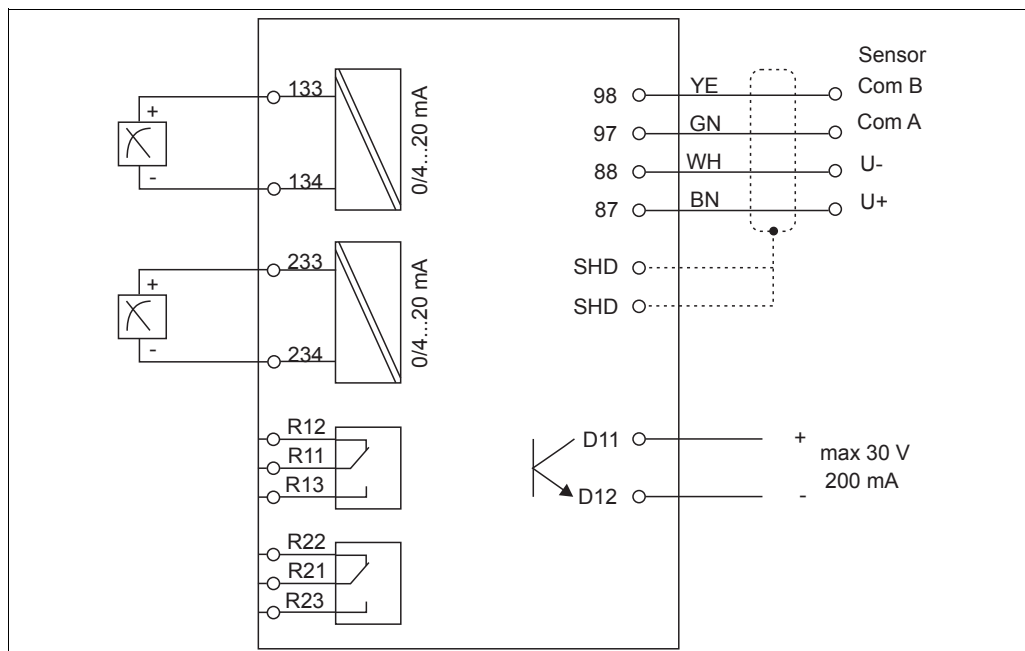 133
+
-
134
0/4...20 mA
233
+
-
234
0/4...20 mA
R12
R11
R13
R22
R21
R23
Sensor
98 YE Com B
97 GN Com A
88 WH U-
87 BN U+
SHD
SHD
D11 +
max 30 V
200 mA
D12 -